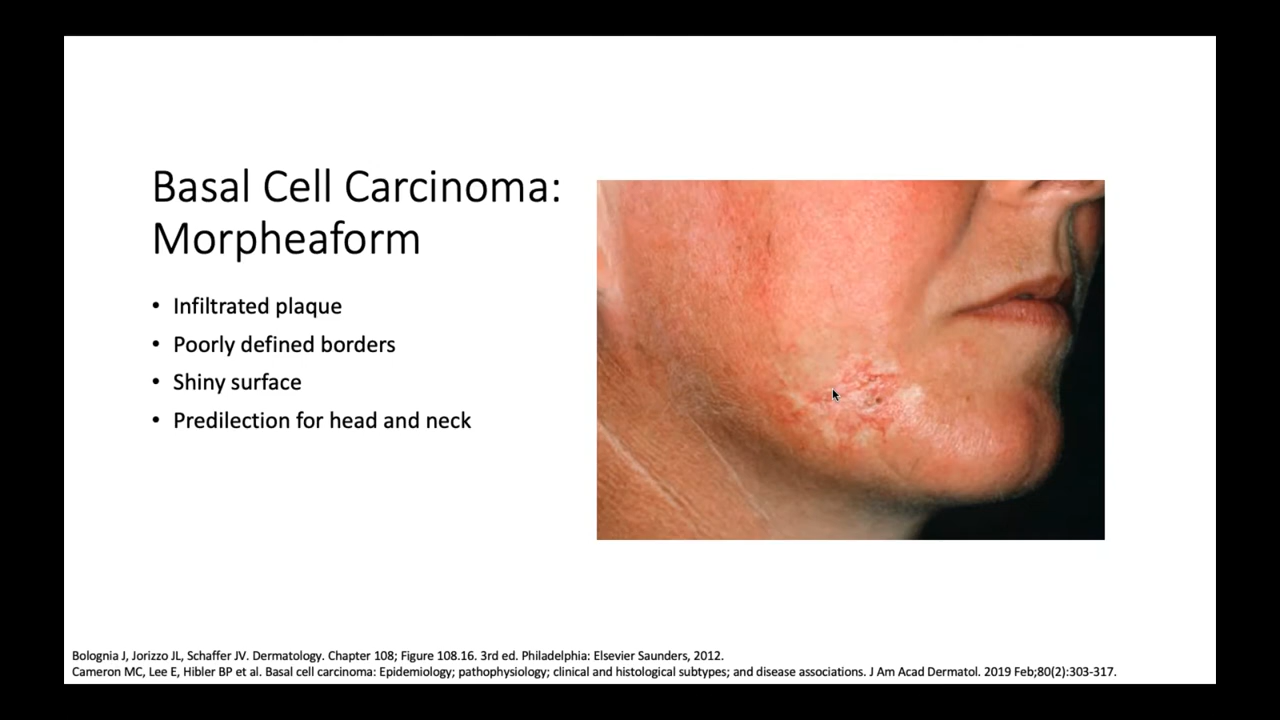 Basal Cell Carcinoma:
Morpheaform
• Infiltrated plaque
• Poorly defined borders
• Shiny surface
• Predilection for head and neck
Bolognia J, Jorizzo JL, Schaffer JV. Dermatology. Chapter 108; Figure 108.16. 3rd ed. Philadelphia: Elsevier Saunders, 2012.
Cameron MC, Lee E, Hibler BP et al. Basal cell carcinoma: Epidemiology; pathophysiology; clinical and histological subtypes; and disease associations. J Am Acad Dermatol. 2019 Feb;80(2):303-317.